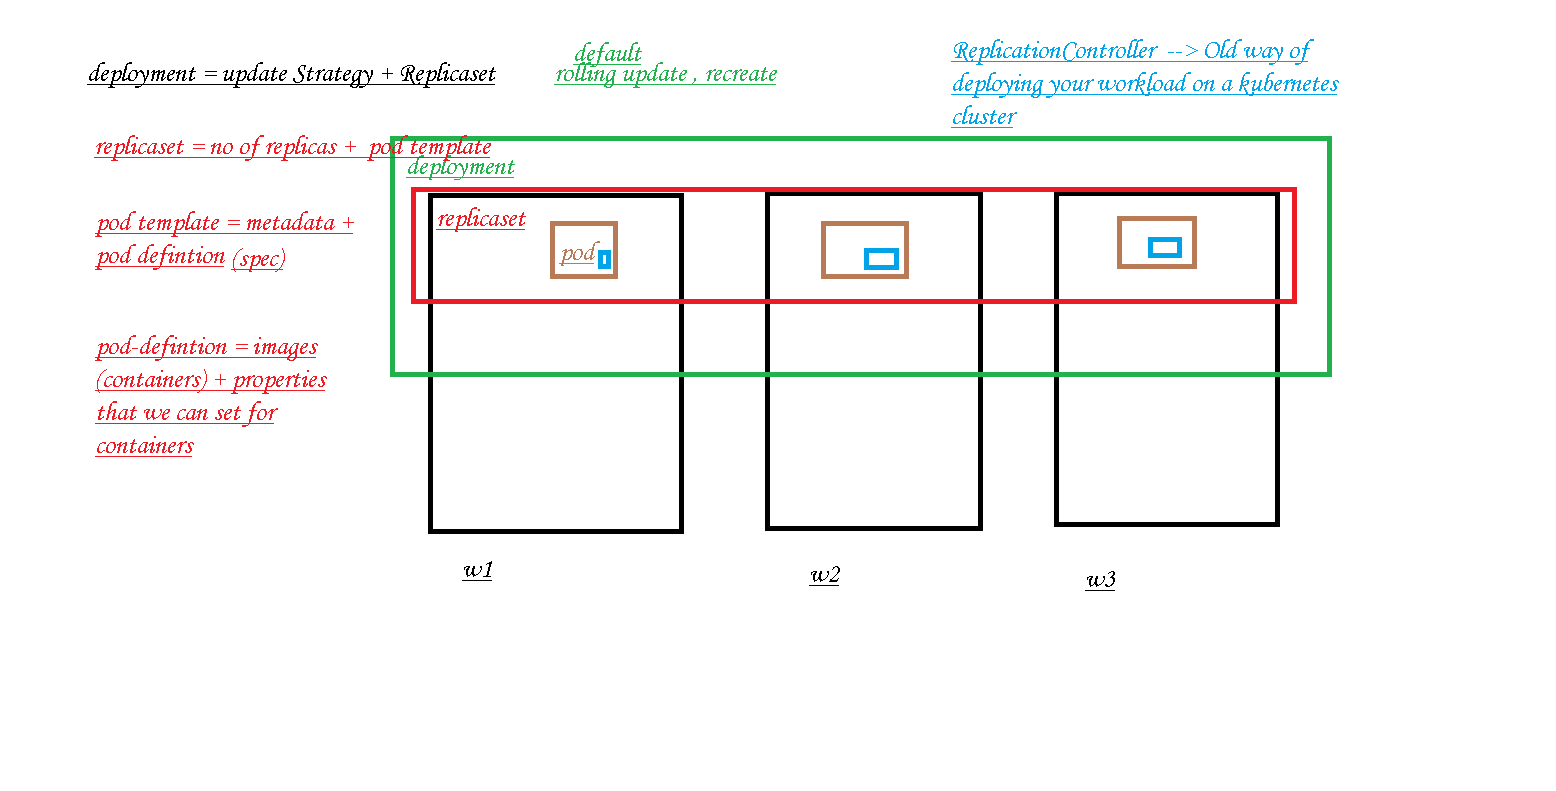 default
deployment = update Strategy + Replicaset
rolling update , recreate
ReplicationController --> Old way of
deploying your workload on a kubernetes
cluster
replicaset = no of replicas + pod template
deployment
pod template = metadata +
pod defintion (spec)
replicaset
pod
pod-defintion = images
(containers) + properties
that we can set for
containers
w1
w2
w3